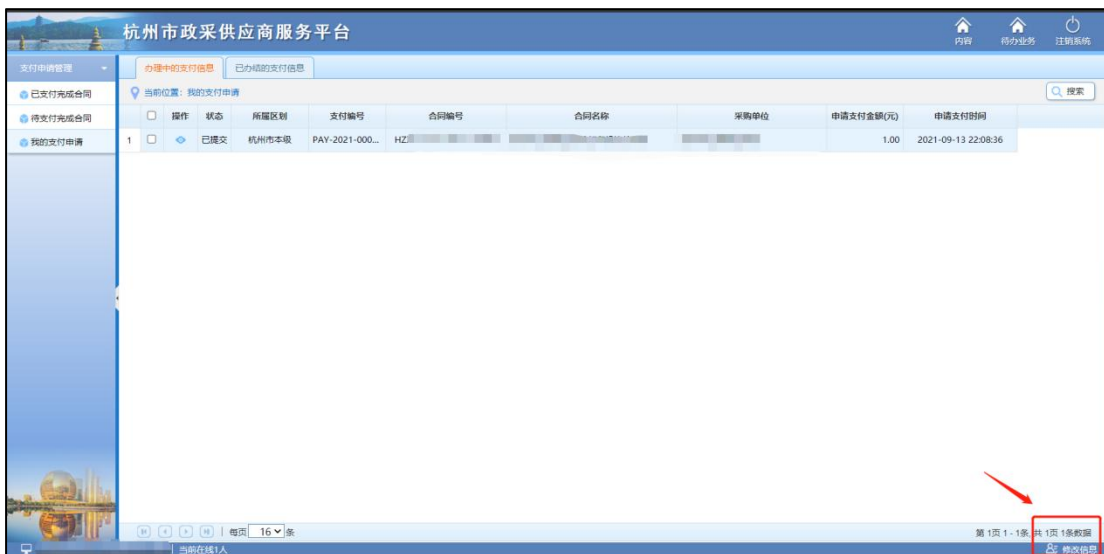 杭州市政采供应商服务平台
内容 待办业务 注销系统
支付申请管理
办理中的支付信息 已办结的支付信息
已支付完成合同
待支付完成合同
我的支付申请
当前位置：我的支付申请
搜索
操作 状态 所属区划 支付编号 合同编号 合同名称 采购单位 申请支付金额(元) 申请支付时间
1 已提交 杭州市本级 PAY-2021-000... HZ 1.00 2021-09-13 22:08:36
每页 16 条
第 1页 1 - 1条, 共 1页 1条数据
当前在线1人
修改信息